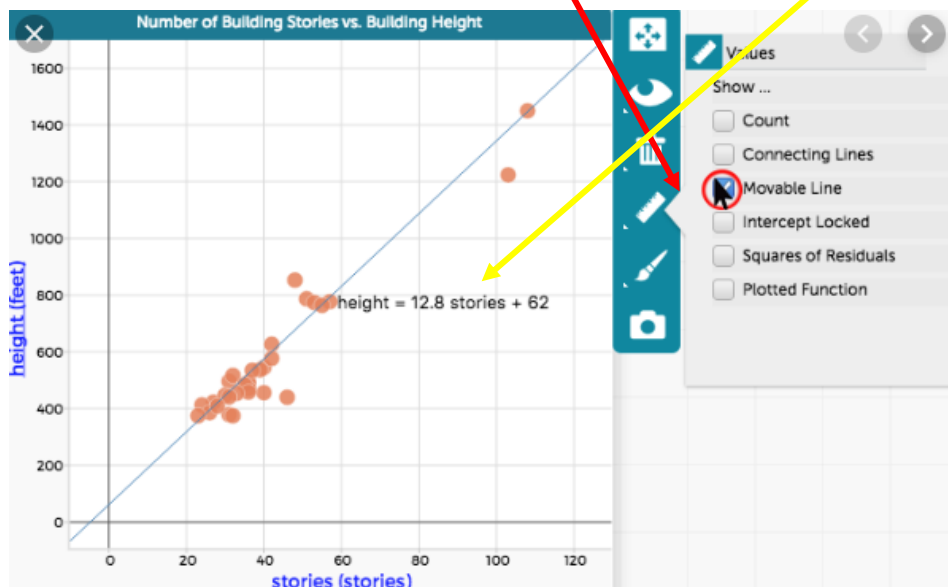 Number of Building Stories vs. Building Height
1600
1400
1200
1000
800
600
400
200
0
height (feet)
height = 12.8 stories + 62
0 20 40 60 80 100 120
stories (stories)
Values
Show ...
Count
Connecting Lines
Movable Line
Intercept Locked
Squares of Residuals
Plotted Function